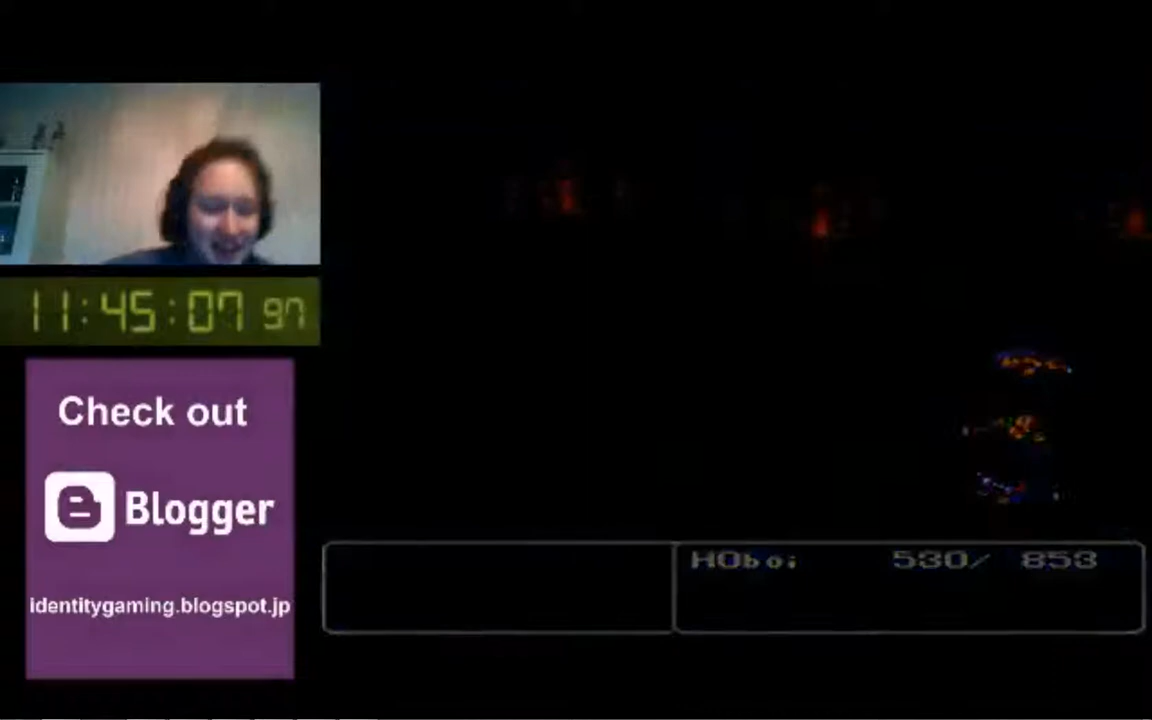 11:45:07 97
Check out
Blogger
identitygaming.blogspot.jp
HObo: 530/ 853